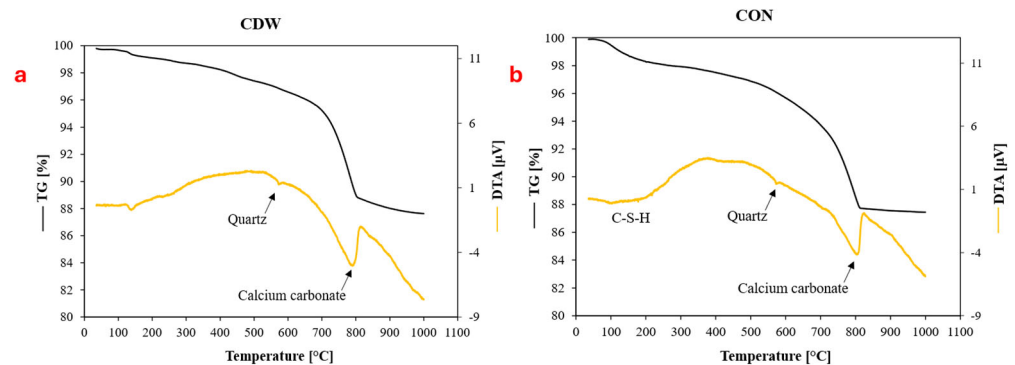 CDW
a
100
98
96
94
92
90
88
86
84
82
80
TG [%]
11
6
1
-4
-9
DTA [µV]
Quartz
Calcium carbonate
0 100 200 300 400 500 600 700 800 900 1000 1100
Temperature [°C]
CON
b
100
98
96
94
92
90
88
86
84
82
80
TG [%]
11
6
1
-4
-9
DTA [µV]
C-S-H
Quartz
Calcium carbonate
0 100 200 300 400 500 600 700 800 900 1000 1100
Temperature [°C]